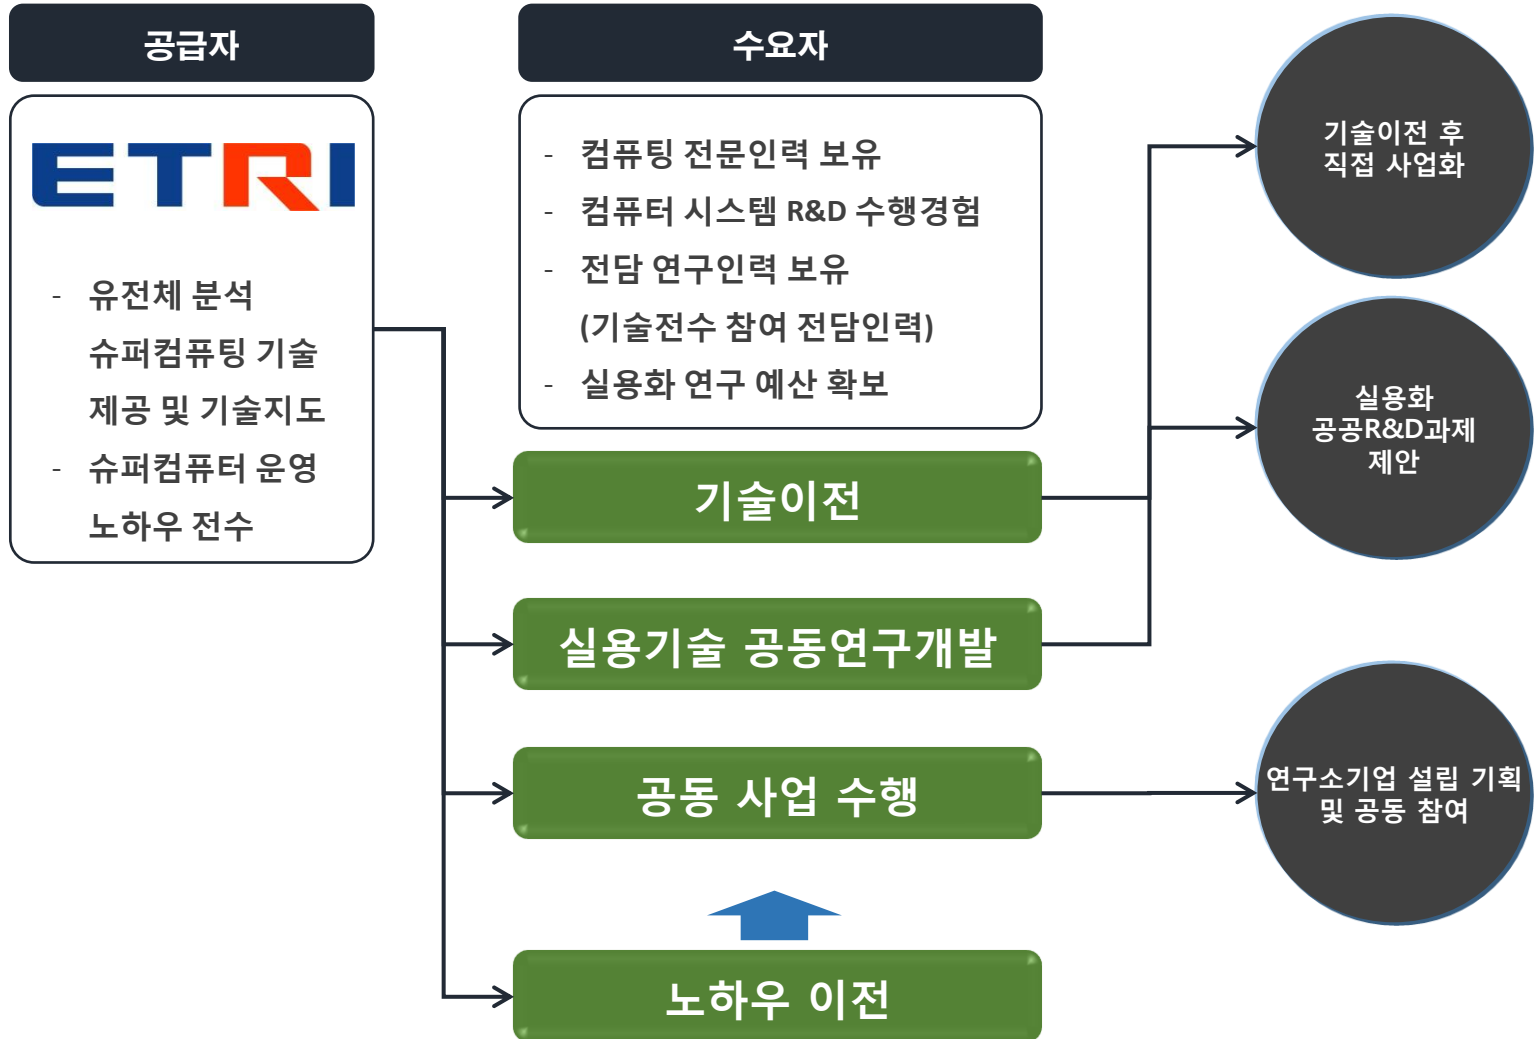 공급자
ETRI
- 유전체 분석
슈퍼컴퓨팅 기술
제공 및 기술지도
- 슈퍼컴퓨터 운영
노하우 전수
수요자
- 컴퓨팅 전문인력 보유
- 컴퓨터 시스템 R&D 수행경험
- 전담 연구인력 보유
(기술전수 참여 전담인력)
- 실용화 연구 예산 확보
기술이전
실용기술 공동연구개발
공동 사업 수행
노하우 이전
기술이전 후
직접 사업화
실용화
공공R&D과제
제안
연구소기업 설립 기획
및 공동 참여